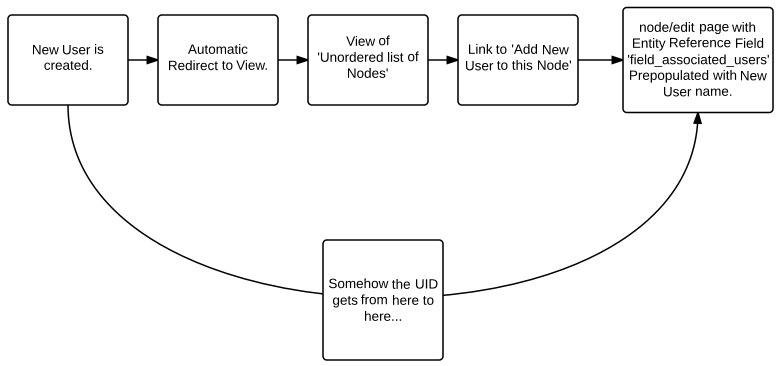 New User is
created.
Automatic
Redirect to View.
View of
'Unordered list of
Nodes'
Link to 'Add New
User to this Node'
node/edit page with
Entity Reference Field
'field_associated_users'
Prepopulated with New
User name.
Somehow the UID
gets from here to
here...